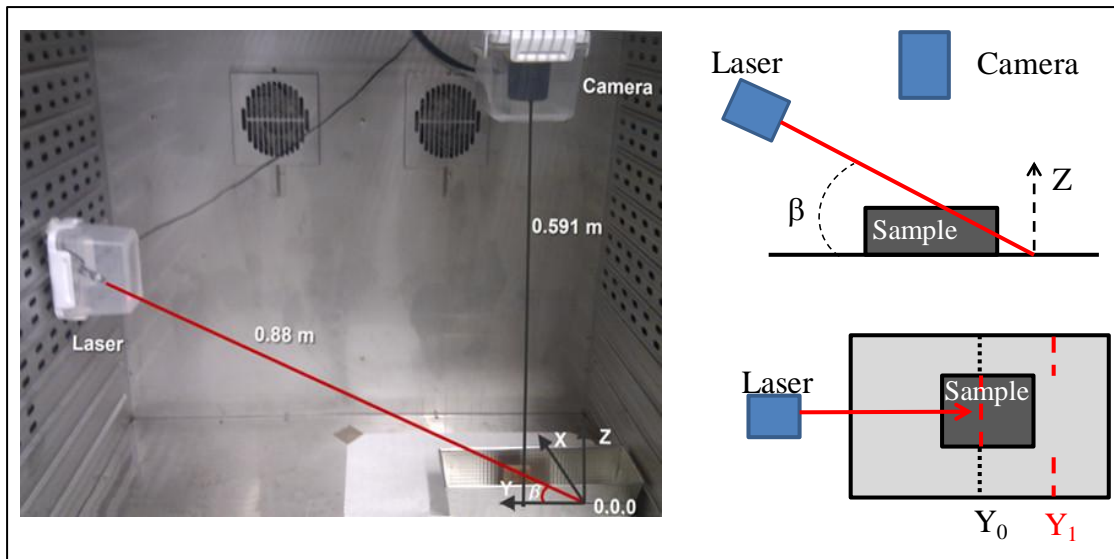 Camera
0.591 m
0.88 m
Laser
X
Z
Y
β
0.0.0
Laser
Camera
β
Z
Sample
Laser
Sample
Y₀
Y₁